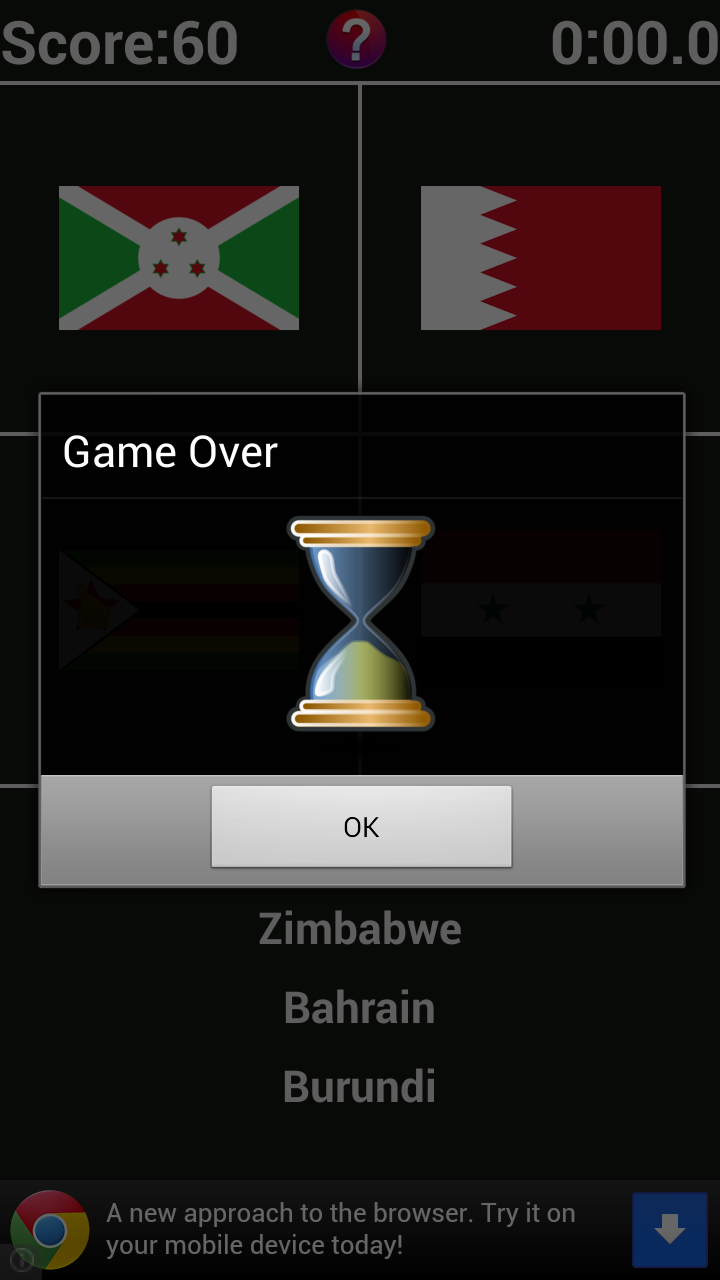 Score:60 ? 0:00.0
Game Over
OK
Zimbabwe
Bahrain
Burundi
A new approach to the browser. Try it on
your mobile device today!